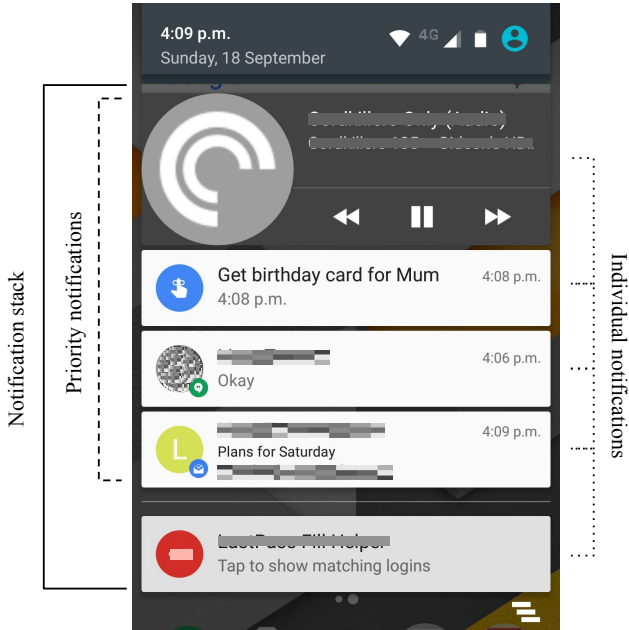 4:09 p.m.
Sunday, 18 September
4G
Get birthday card for Mum
4:08 p.m.
4:08 p.m.
4:06 p.m.
Okay
4:09 p.m.
L
Plans for Saturday
Tap to show matching logins
Notification stack
Priority notifications
Individual notifications